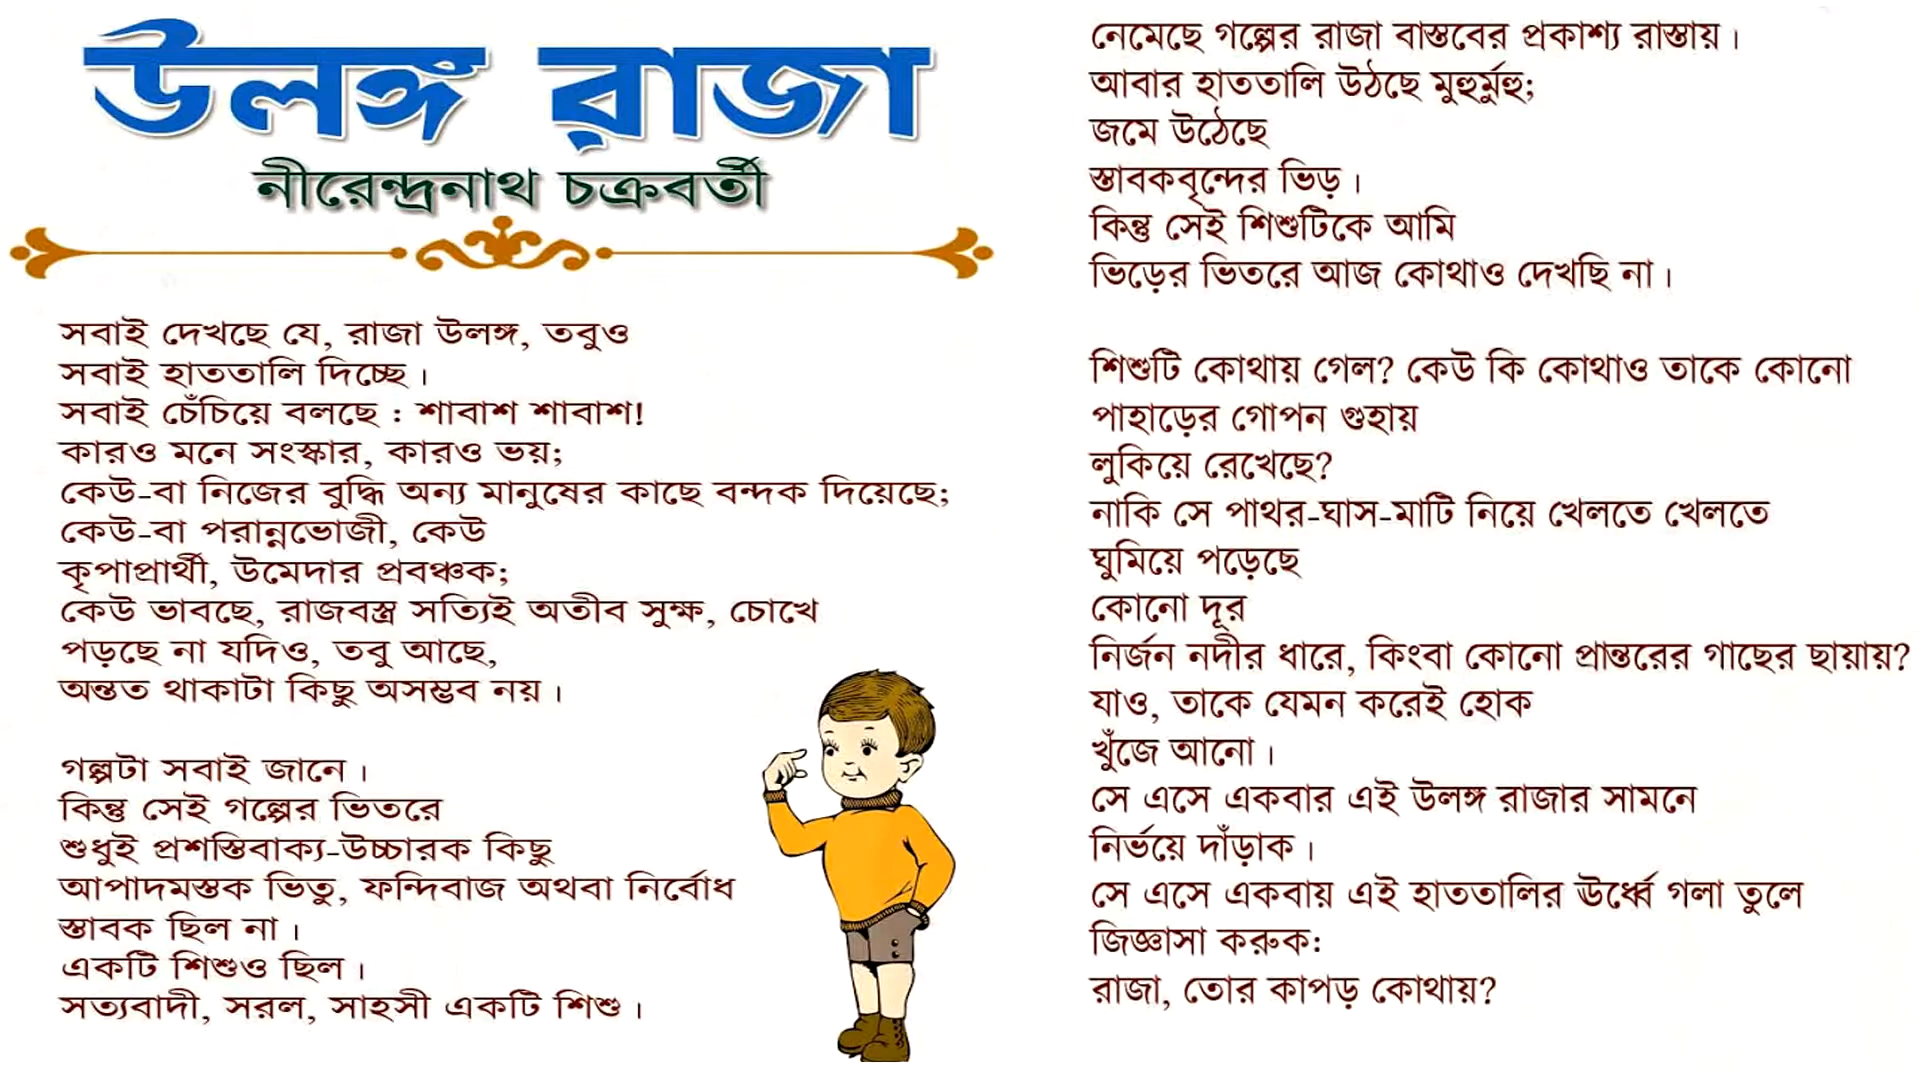 উলঙ্গ রাজা
নীরেন্দ্রনাথ চক্রবর্তী
সবাই দেখছে যে, রাজা উলঙ্গ, তবুও
সবাই হাততালি দিচ্ছে।
সবাই চেঁচিয়ে বলছে : শাবাশ শাবাশ!
কারও মনে সংস্কার, কারও ভয়;
কেউ-বা নিজের বুদ্ধি অন্য মানুষের কাছে বন্দক দিয়েছে;
কেউ-বা পরান্নভোজী, কেউ
কৃপাপ্রার্থী, উমেদার প্রবঞ্চক;
কেউ ভাবছে, রাজবস্ত্র সত্যিই অতীব সুক্ষ, চোখে
পড়ছে না যদিও, তবু আছে,
অন্তত থাকাটা কিছু অসম্ভব নয়।
গল্পটা সবাই জানে।
কিন্তু সেই গল্পের ভিতরে
শুধুই প্রশস্তিবাক্য-উচ্চারক কিছু
আপাদমস্তক ভিতু, ফন্দিবাজ অথবা নির্বোধ
স্তাবক ছিল না।
একটি শিশুও ছিল।
সত্যবাদী, সরল, সাহসী একটি শিশু।
নেমেছে গল্পের রাজা বাস্তবের প্রকাশ্য রাস্তায়।
আবার হাততালি উঠছে মুহুর্মুহু;
জমে উঠেছে
স্তাবকবৃন্দের ভিড়।
কিন্তু সেই শিশুটিকে আমি
ভিড়ের ভিতরে আজ কোথাও দেখছি না।
শিশুটি কোথায় গেল? কেউ কি কোথাও তাকে কোনো
পাহাড়ের গোপন গুহায়
লুকিয়ে রেখেছে?
নাকি সে পাথর-ঘাস-মাটি নিয়ে খেলতে খেলতে
ঘুমিয়ে পড়েছে
কোনো দূর
নির্জন নদীর ধারে, কিংবা কোনো প্রান্তরের গাছের ছায়ায়?
যাও, তাকে যেমন করেই হোক
খুঁজে আনো।
সে এসে একবার এই উলঙ্গ রাজার সামনে
নির্ভয়ে দাঁড়াক।
সে এসে একবায় এই হাততালির ঊর্ধ্বে গলা তুলে
জিজ্ঞাসা করুক:
রাজা, তোর কাপড় কোথায়?